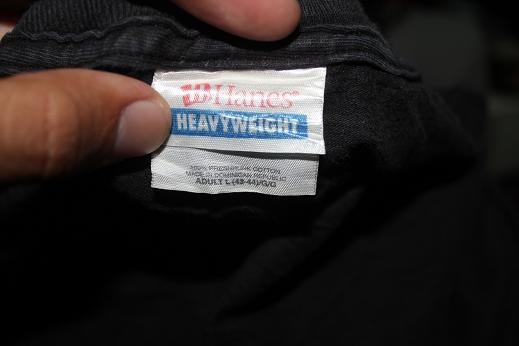 Hanes
HEAVYWEIGHT
100% PRESHRUNK COTTON
MADE IN DOMINICAN REPUBLIC
ADULT L (42-44)/G/G